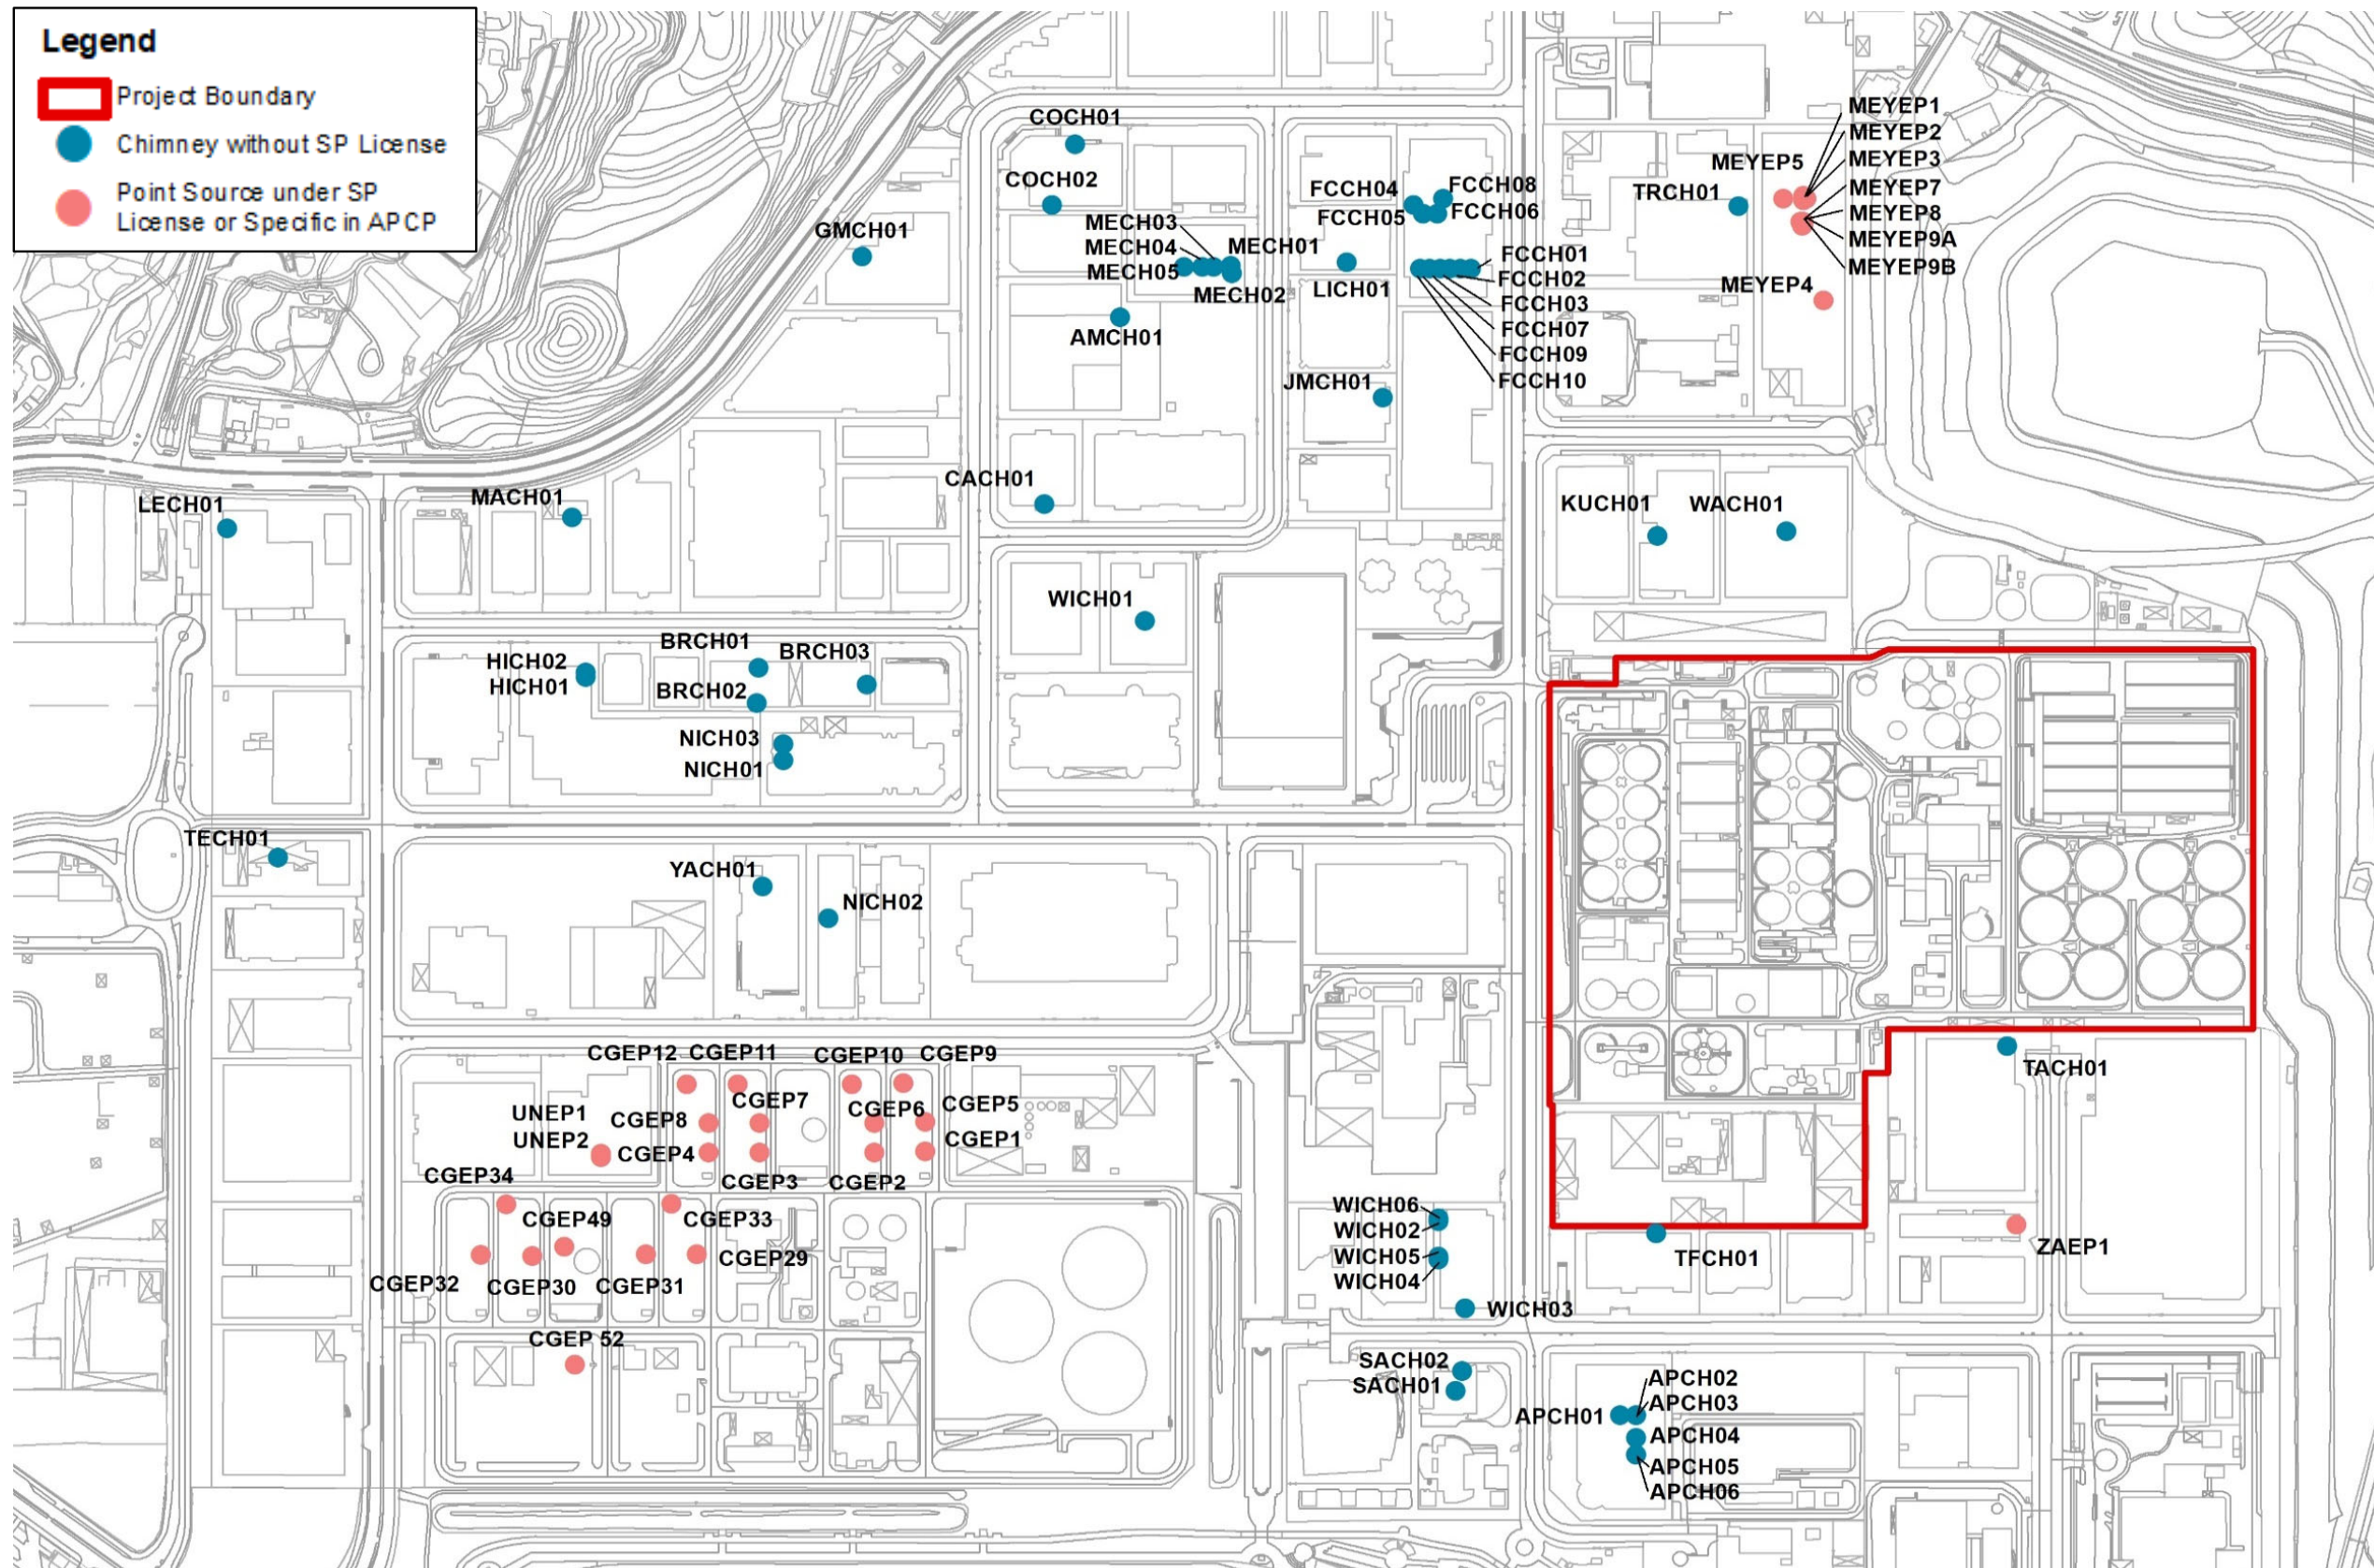 Legend
Project Boundary
Chimney without SP License
Point Source under SP
License or Specific in APCP
COCH01
COCH02
GMCH01
MECH03
MECH04
MECH05
MECH01
MECH02
AMCH01
FCCH04
FCCH08
FCCH05
FCCH06
LICH01
FCCH01
FCCH02
FCCH03
FCCH07
FCCH09
FCCH10
JMCH01
TRCH01
MEYEP5
MEYEP1
MEYEP2
MEYEP3
MEYEP7
MEYEP8
MEYEP9A
MEYEP9B
MEYEP4
LECH01
MACH01
CACH01
KUCH01
WACH01
WICH01
HICH02
HICH01
BRCH01
BRCH03
BRCH02
NICH03
NICH01
TECH01
YACH01
NICH02
CGEP12
CGEP11
CGEP10
CGEP9
UNEP1
UNEP2
CGEP8
CGEP7
CGEP6
CGEP5
CGEP4
CGEP1
CGEP3
CGEP2
CGEP34
CGEP49
CGEP33
CGEP29
CGEP32
CGEP30
CGEP31
CGEP 52
TACH01
WICH06
WICH02
WICH05
WICH04
WICH03
TFCH01
ZAEP1
SACH02
SACH01
APCH01
APCH02
APCH03
APCH04
APCH05
APCH06